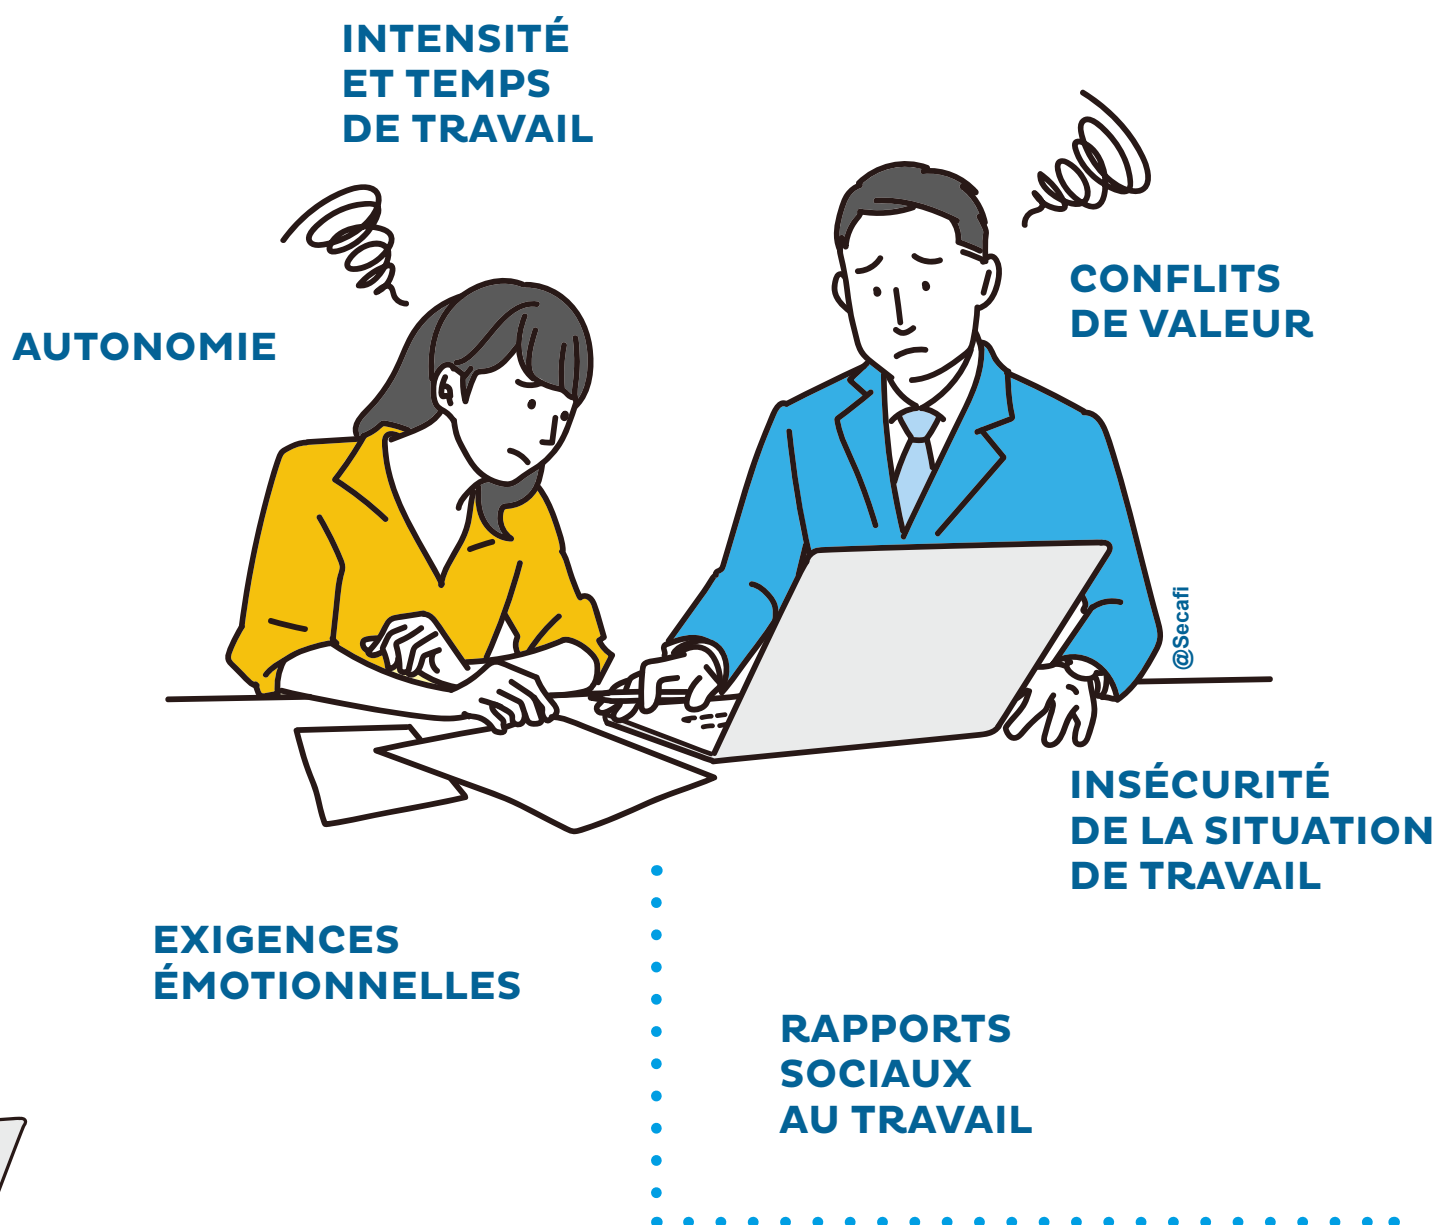 INTENSITÉ
ET TEMPS
DE TRAVAIL
AUTONOMIE
CONFLITS
DE VALEUR
@Secafi
INSÉCURITÉ
DE LA SITUATION
DE TRAVAIL
EXIGENCES
ÉMOTIONNELLES
RAPPORTS
SOCIAUX
AU TRAVAIL